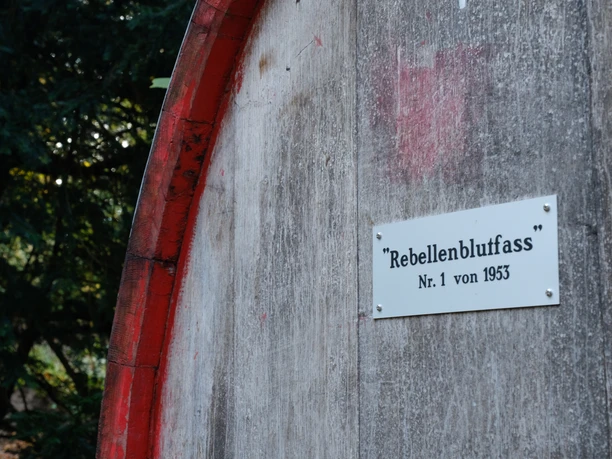 "Rebellenblutfass"
Nr. 1 von 1953